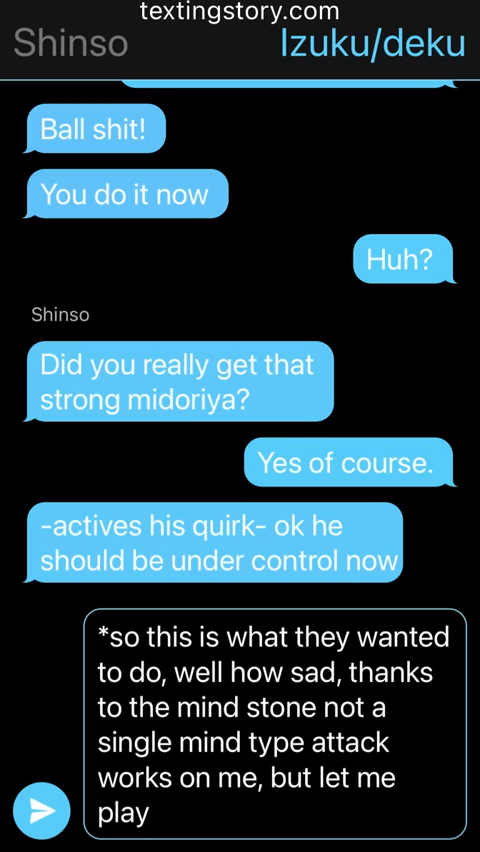 textingstory.com
Shinso
Izuku/deku
Ball shit!
You do it now
Huh?
Shinso
Did you really get that
strong midoriya?
Yes of course.
-actives his quirk- ok he
should be under control now
*so this is what they wanted
to do, well how sad, thanks
to the mind stone not a
single mind type attack
works on me, but let me
play